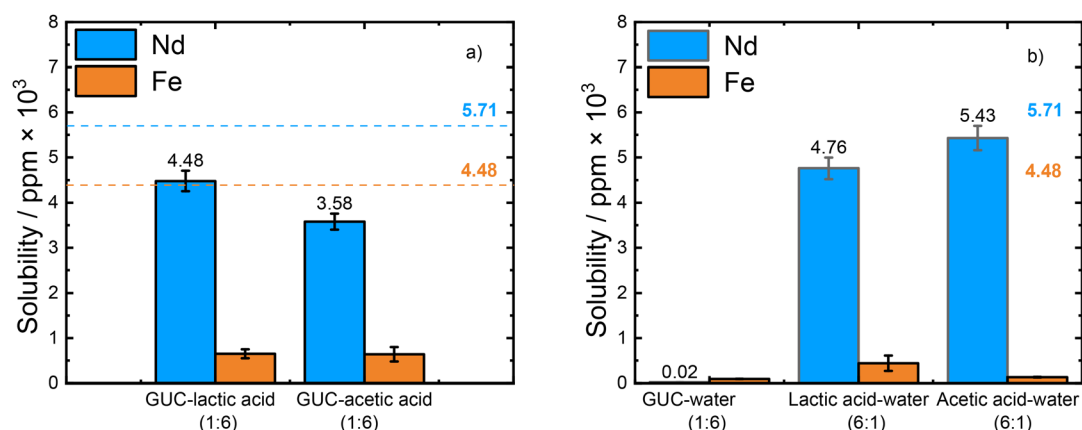 Solubility / ppm × 10³
8
7
6
5
4
3
2
1
0
Nd
Fe
a)
5.71
4.48
4.48
3.58
GUC-lactic acid
(1:6)
GUC-acetic acid
(1:6)
Solubility / ppm × 10³
8
7
6
5
4
3
2
1
0
Nd
Fe
b)
5.71
4.48
0.02
4.76
5.43
GUC-water
(1:6)
Lactic acid-water
(6:1)
Acetic acid-water
(6:1)